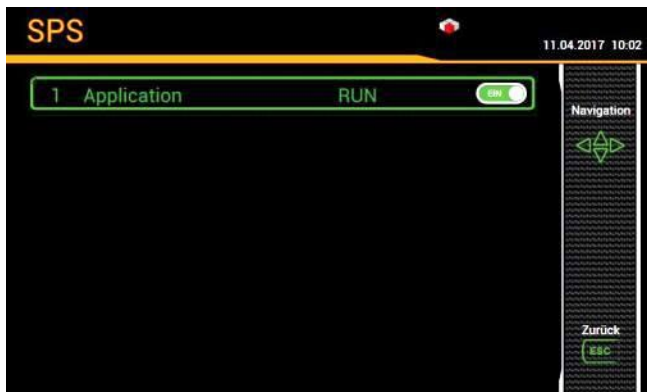 SPS
11.04.2017 10:02
1 Application RUN EIN
Navigation
Zurück
ESC